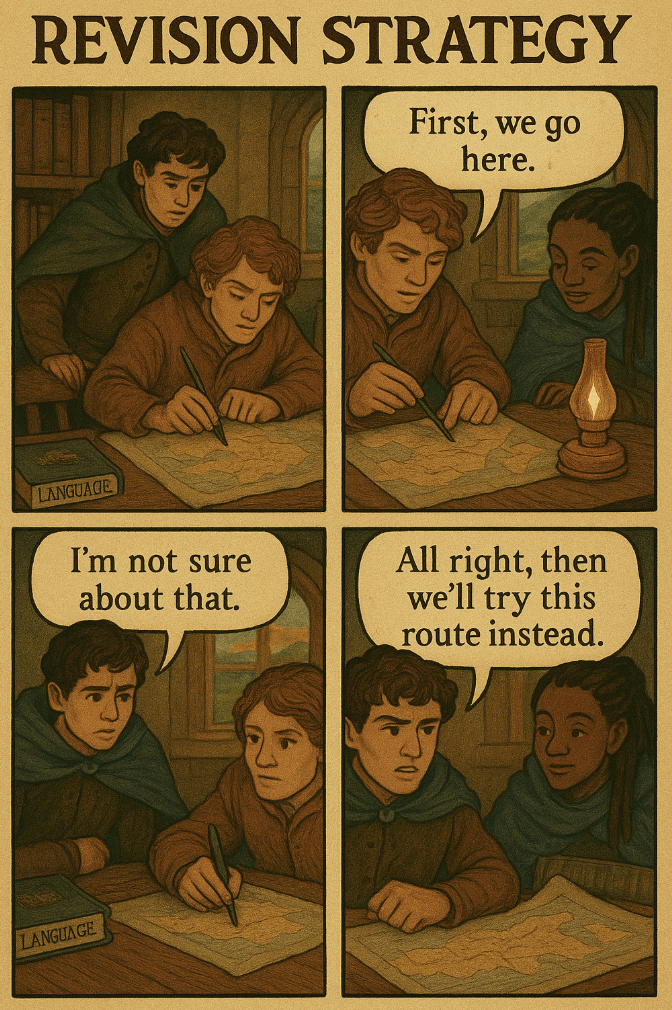 REVISION STRATEGY
LANGUAGE
First, we go
here.
I'm not sure
about that.
LANGUAGE
All right, then
we'll try this
route instead.